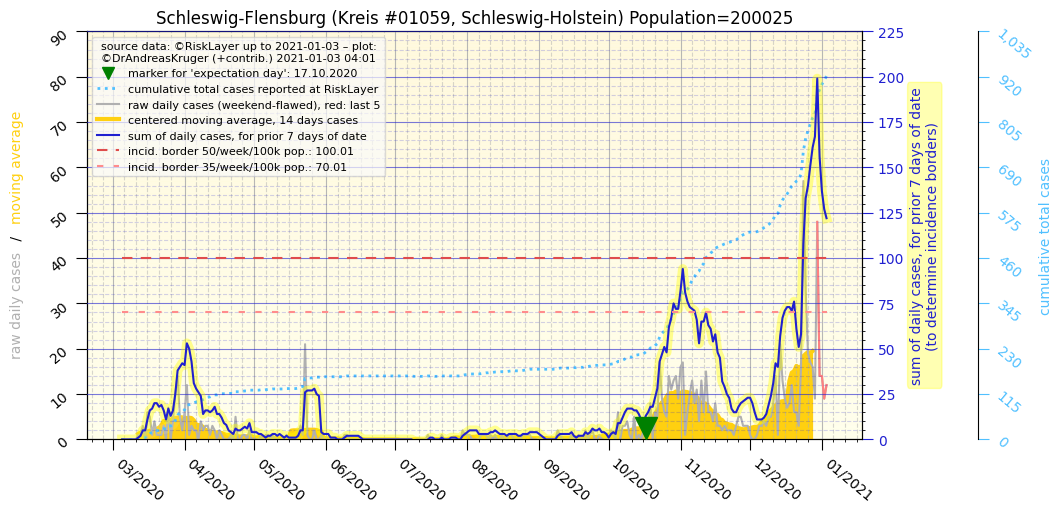 Schleswig-Flensburg (Kreis #01059, Schleswig-Holstein) Population=200025
source data: ©RiskLayer up to 2021-01-03 – plot:
©DrAndreasKruger (+contrib.) 2021-01-03 04:01
marker for 'expectation day': 17.10.2020
cumulative total cases reported at RiskLayer
raw daily cases (weekend-flawed), red: last 5
centered moving average, 14 days cases
sum of daily cases, for prior 7 days of date
incid. border 50/week/100k pop.: 100.01
incid. border 35/week/100k pop.: 70.01
raw daily cases / moving average
90
80
70
60
50
40
30
20
10
0
03/2020
04/2020
05/2020
06/2020
07/2020
08/2020
09/2020
10/2020
11/2020
12/2020
01/2021
225
200
175
150
125
100
75
50
25
0
sum of daily cases, for prior 7 days of date
(to determine incidence borders)
1,035
920
805
690
575
460
345
230
115
0
cumulative total cases